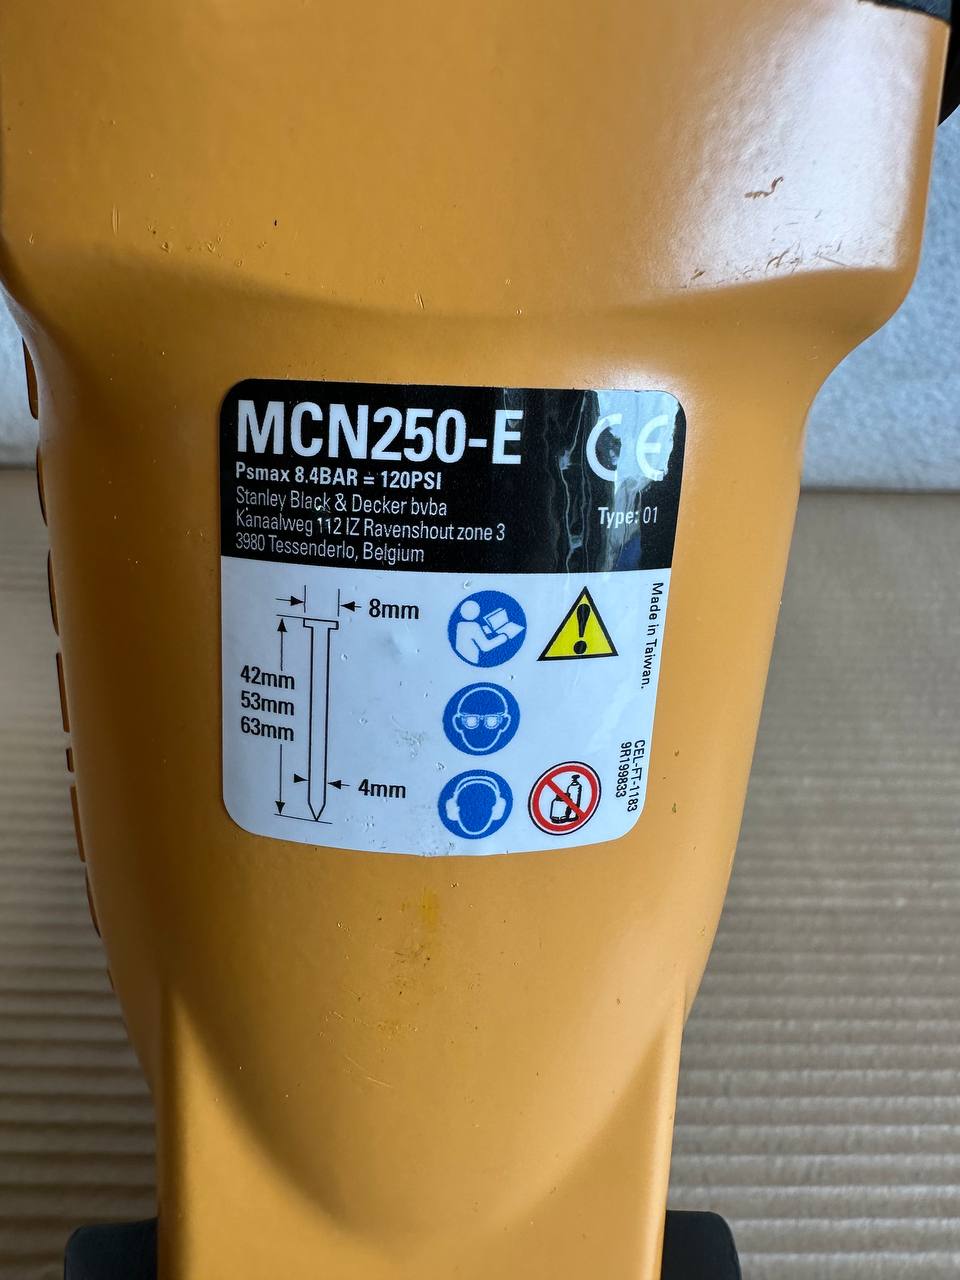 MCN250-E
CE
Psmax 8.4BAR = 120PSI
Stanley Black & Decker bvba
Kanaalweg 112 IZ Ravenshout zone 3
3980 Tessenderlo, Belgium
Type: 01
8mm
42mm
53mm
63mm
4mm
Made in Taiwan.
CEL-FT-1183
9R199833